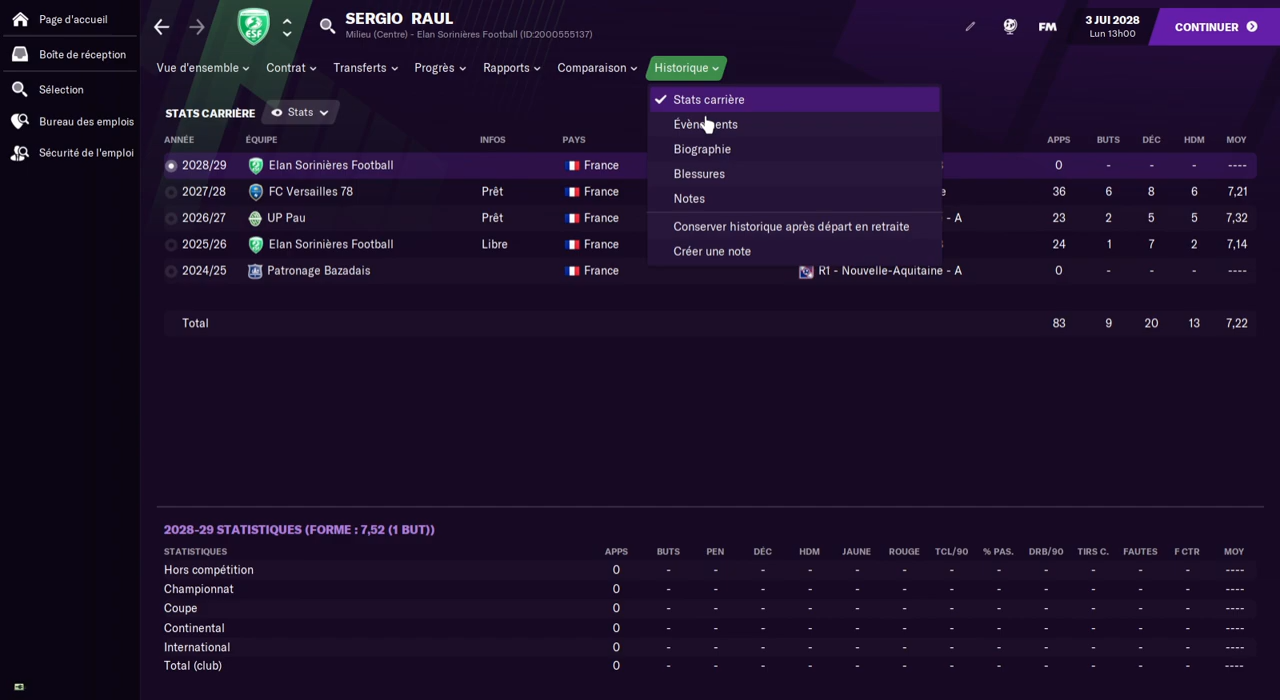 Page d'accueil
Boîte de réception
Sélection
Bureau des emplois
Sécurité de l'emploi
ESF
SERGIO RAUL
Milieu (Centre) - Elan Sorinières Football (ID:2000555137)
FM
3 JUI 2028
Lun 13h00
CONTINUER
Vue d'ensemble
Contrat
Transferts
Progrès
Rapports
Comparaison
Historique
Stats carrière
Évènements
Biographie
Blessures
Notes
Conserver historique après départ en retraite
Créer une note
STATS CARRIÈRE Stats
ANNÉE ÉQUIPE INFOS PAYS APPS BUTS DÉC HDM MOY
2028/29 Elan Sorinières Football France 0 - - - ----
2027/28 FC Versailles 78 Prêt France 36 6 8 6 7,21
2026/27 UP Pau Prêt France - A 23 2 5 5 7,32
2025/26 Elan Sorinières Football Libre France 24 1 7 2 7,14
2024/25 Patronage Bazadais France R1 - Nouvelle-Aquitaine - A 0 - - - ----
Total 83 9 20 13 7,22
2028-29 STATISTIQUES (FORME : 7,52 (1 BUT))
STATISTIQUES APPS BUTS PEN DÉC HDM JAUNE ROUGE TCL/90 % PAS. DRB/90 TIRS C. FAUTES F CTR MOY
Hors compétition 0 - - - - - - - - - - - - ----
Championnat 0 - - - - - - - - - - - - ----
Coupe 0 - - - - - - - - - - - - ----
Continental 0 - - - - - - - - - - - - ----
International 0 - - - - - - - - - - - - ----
Total (club) 0 - - - - - - - - - - - - ----